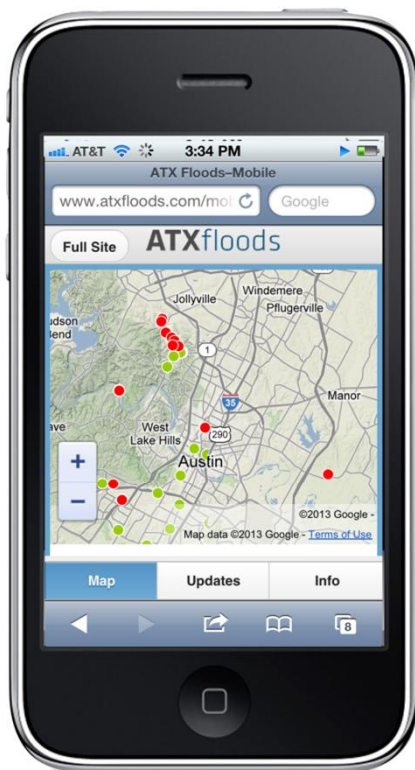 AT&T 3:34 PM
ATX Floods–Mobile
www.atxfloods.com/mob Google
Full Site ATXfloods
Jollyville
Windemere
Pflugerville
udson
Bend
1
35
Manor
ave
West
Lake Hills
290
Austin
+
−
©2013 Google -
Map data ©2013 Google - Terms of Use
Map Updates Info
8